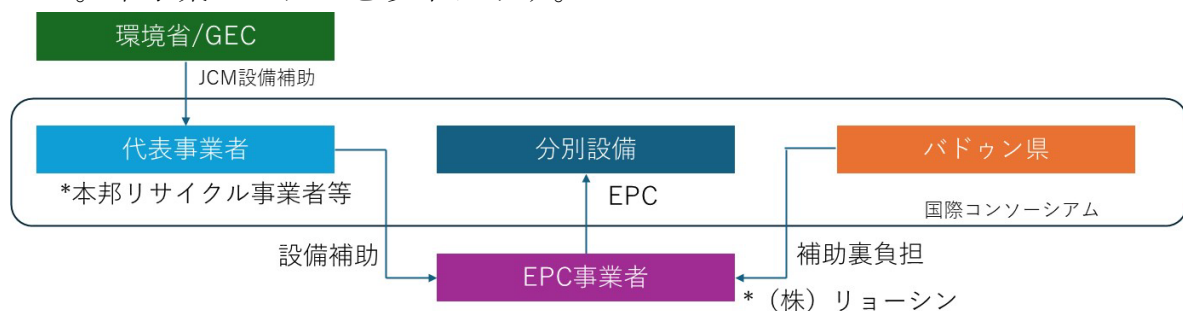 環境省/GEC
JCM設備補助
代表事業者
分別設備
バドゥン県
*本邦リサイクル事業者等
EPC
国際コンソーシアム
設備補助
EPC事業者
補助裏負担
*（株）リョーシン